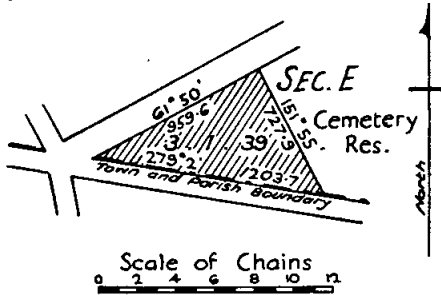 SEC. E
61° 50'
959.6
151° 55'
727.9
Cemetery
Res.
3 . 1 . 39
279° 2'
1203.7
Town and Parish Boundary
North
Scale of Chains
0 2 4 6 8 10 12